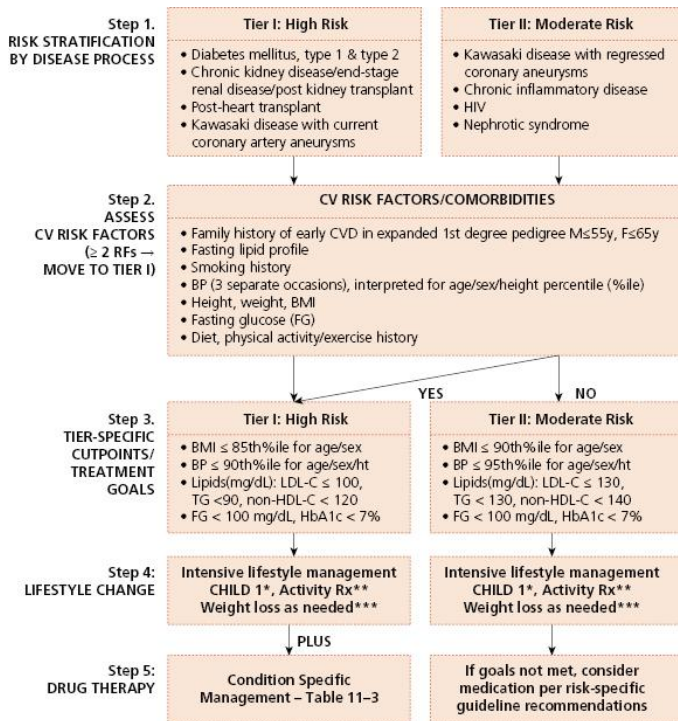 Step 1.
RISK STRATIFICATION
BY DISEASE PROCESS
Tier I: High Risk
• Diabetes mellitus, type 1 & type 2
• Chronic kidney disease/end-stage
renal disease/post kidney transplant
• Post-heart transplant
• Kawasaki disease with current
coronary artery aneurysms
Tier II: Moderate Risk
• Kawasaki disease with regressed
coronary aneurysms
• Chronic inflammatory disease
• HIV
• Nephrotic syndrome
Step 2.
ASSESS
CV RISK FACTORS
(≥ 2 RFs →
MOVE TO TIER I)
CV RISK FACTORS/COMORBIDITIES
• Family history of early CVD in expanded 1st degree pedigree M≤55y, F≤65y
• Fasting lipid profile
• Smoking history
• BP (3 separate occasions), interpreted for age/sex/height percentile (%ile)
• Height, weight, BMI
• Fasting glucose (FG)
• Diet, physical activity/exercise history
YES
NO
Step 3.
TIER-SPECIFIC
CUTPOINTS/
TREATMENT
GOALS
Tier I: High Risk
• BMI ≤ 85th%ile for age/sex
• BP ≤ 90th%ile for age/sex/ht
• Lipids(mg/dL): LDL-C ≤ 100,
TG <90, non-HDL-C < 120
• FG < 100 mg/dL, HbA1c < 7%
Tier II: Moderate Risk
• BMI ≤ 90th%ile for age/sex
• BP ≤ 95th%ile for age/sex/ht
• Lipids(mg/dL): LDL-C ≤ 130,
TG < 130, non-HDL-C < 140
• FG < 100 mg/dL, HbA1c < 7%
Step 4:
LIFESTYLE CHANGE
Intensive lifestyle management
CHILD 1*, Activity Rx**
Weight loss as needed***
Intensive lifestyle management
CHILD 1*, Activity Rx**
Weight loss as needed***
PLUS
Step 5:
DRUG THERAPY
Condition Specific
Management – Table 11–3
If goals not met, consider
medication per risk-specific
guideline recommendations